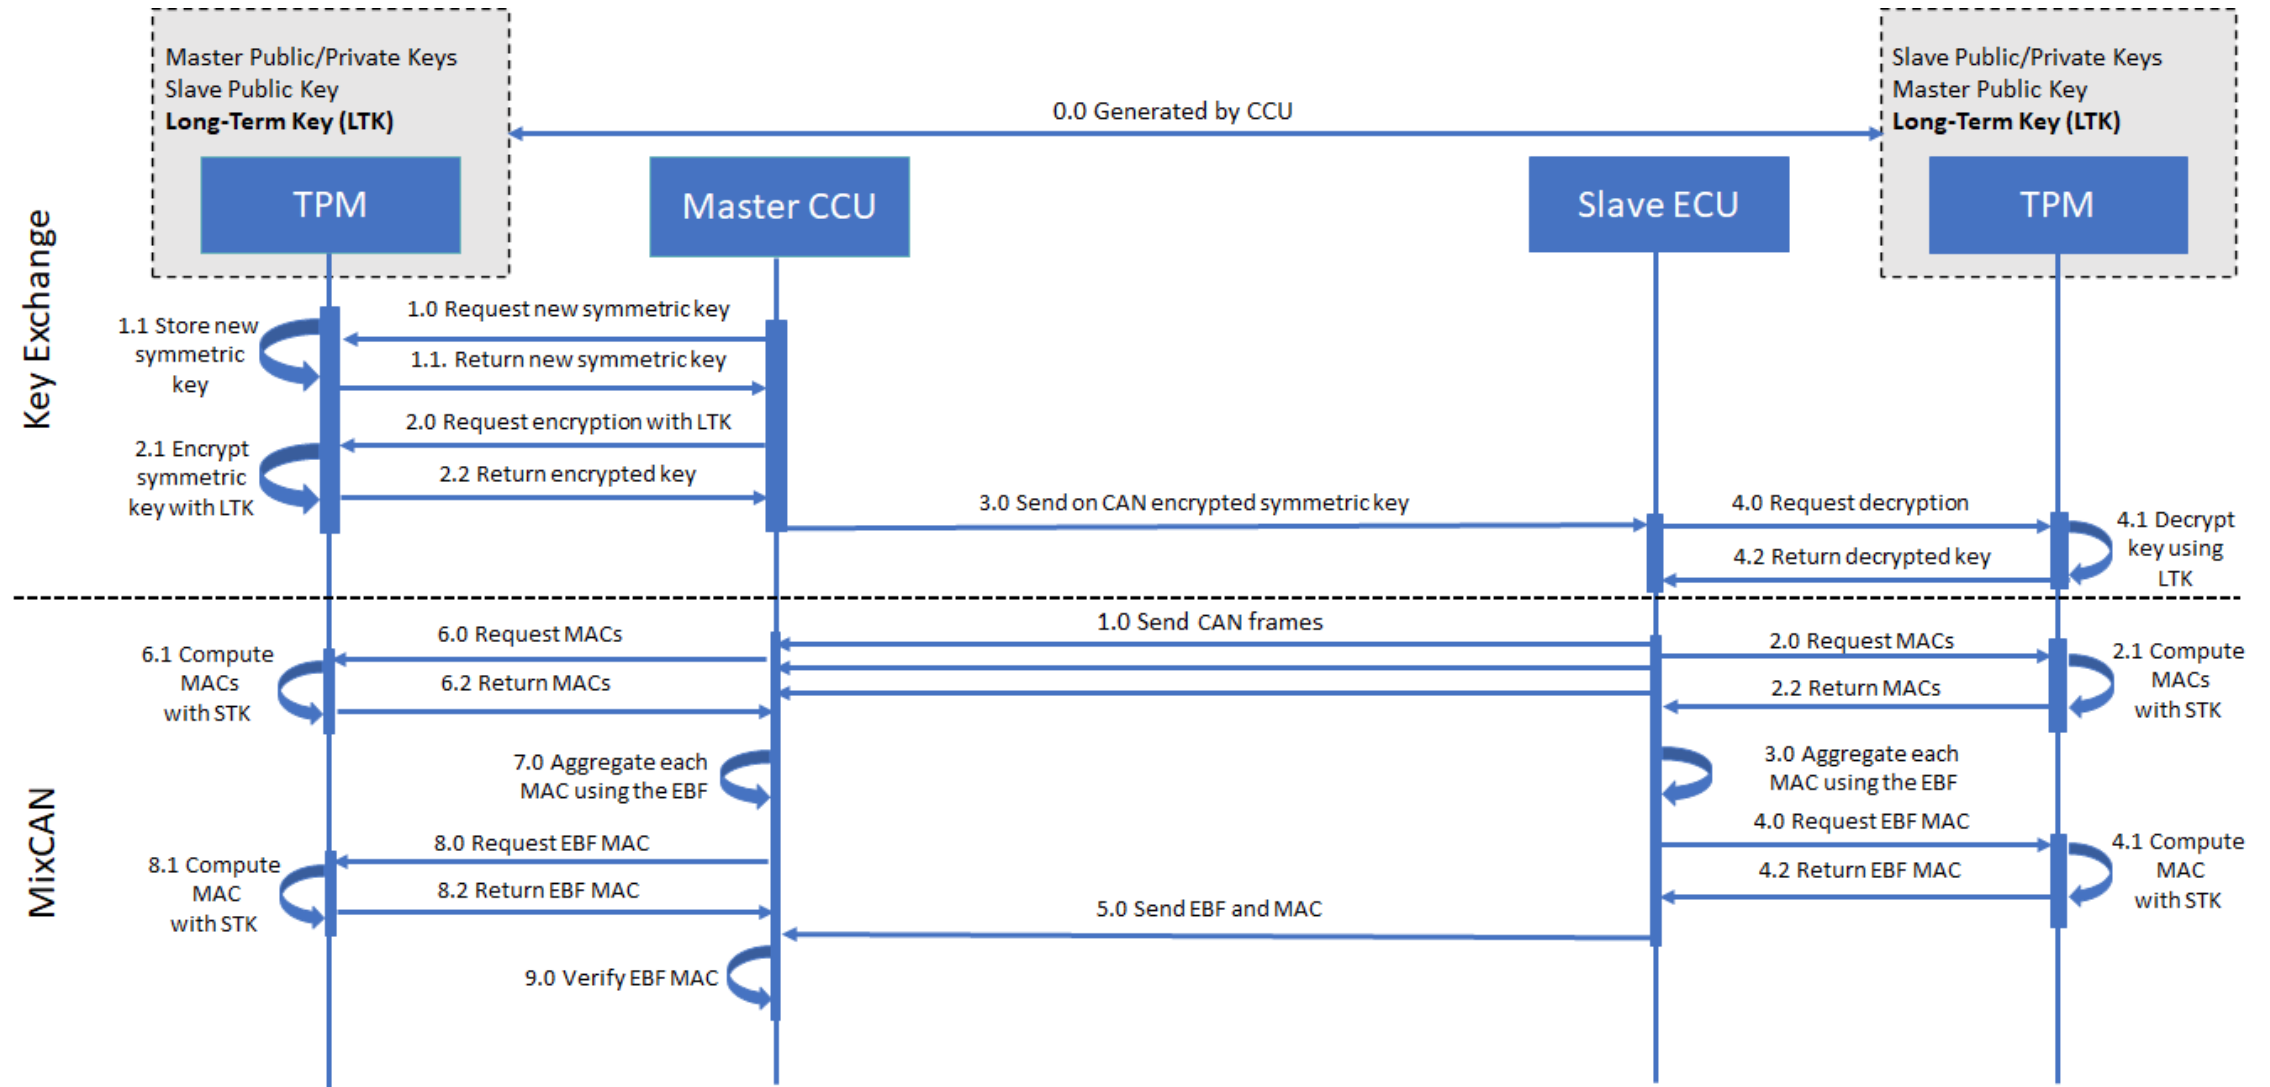 Master Public/Private Keys
Slave Public Key
Long-Term Key (LTK)
Slave Public/Private Keys
Master Public Key
Long-Term Key (LTK)
0.0 Generated by CCU
TPM
Master CCU
Slave ECU
TPM
Key Exchange
1.0 Request new symmetric key
1.1 Store new
symmetric
key
1.1. Return new symmetric key
2.0 Request encryption with LTK
2.1 Encrypt
symmetric
key with LTK
2.2 Return encrypted key
3.0 Send on CAN encrypted symmetric key
4.0 Request decryption
4.1 Decrypt
key using
LTK
4.2 Return decrypted key
MixCAN
1.0 Send CAN frames
2.0 Request MACs
2.1 Compute
MACs
with STK
2.2 Return MACs
6.0 Request MACs
6.1 Compute
MACs
with STK
6.2 Return MACs
7.0 Aggregate each
MAC using the EBF
3.0 Aggregate each
MAC using the EBF
4.0 Request EBF MAC
4.1 Compute
MAC
with STK
4.2 Return EBF MAC
8.0 Request EBF MAC
8.1 Compute
MAC
with STK
8.2 Return EBF MAC
5.0 Send EBF and MAC
9.0 Verify EBF MAC